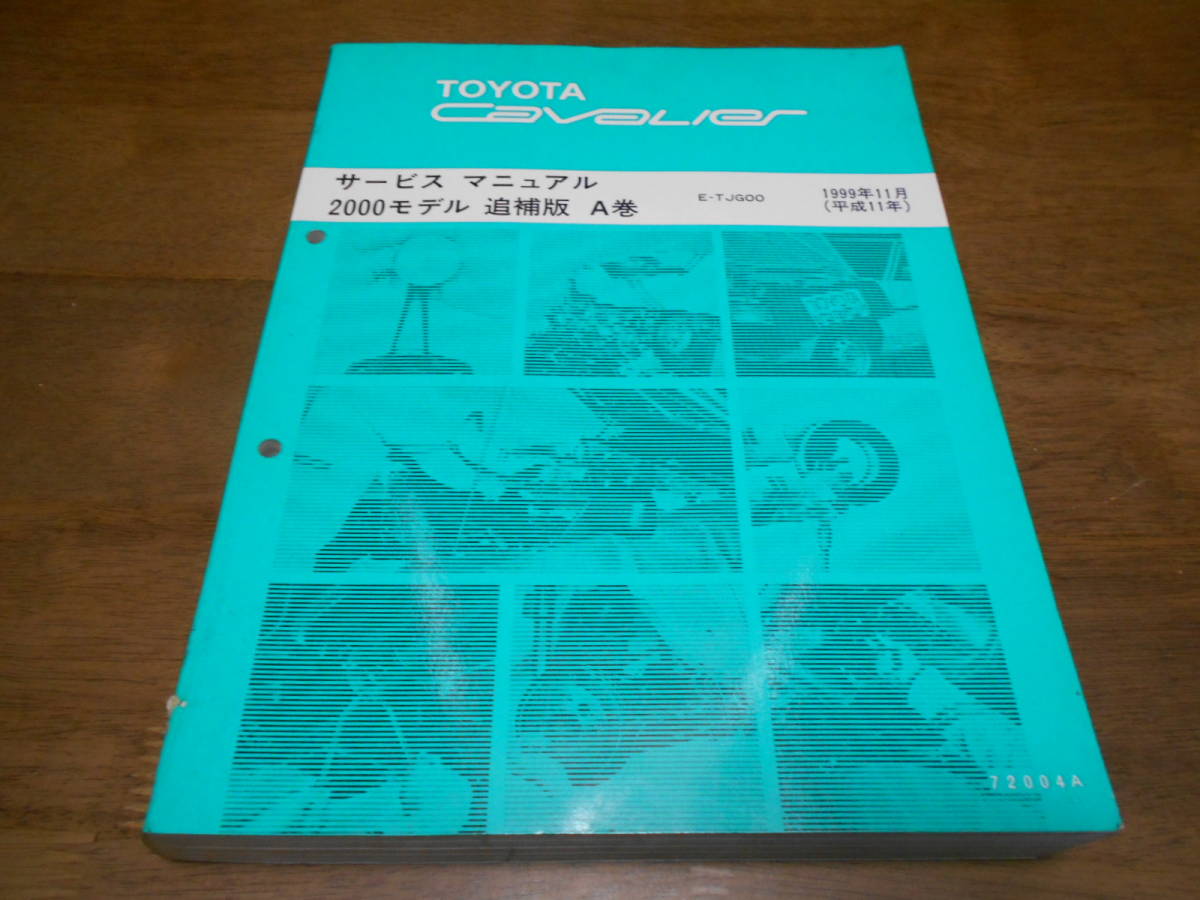 TOYOTA
Cavalier
サービス マニュアル
2000モデル 追補版 A巻
E-TJG00
1999年11月
(平成11年)
72004A